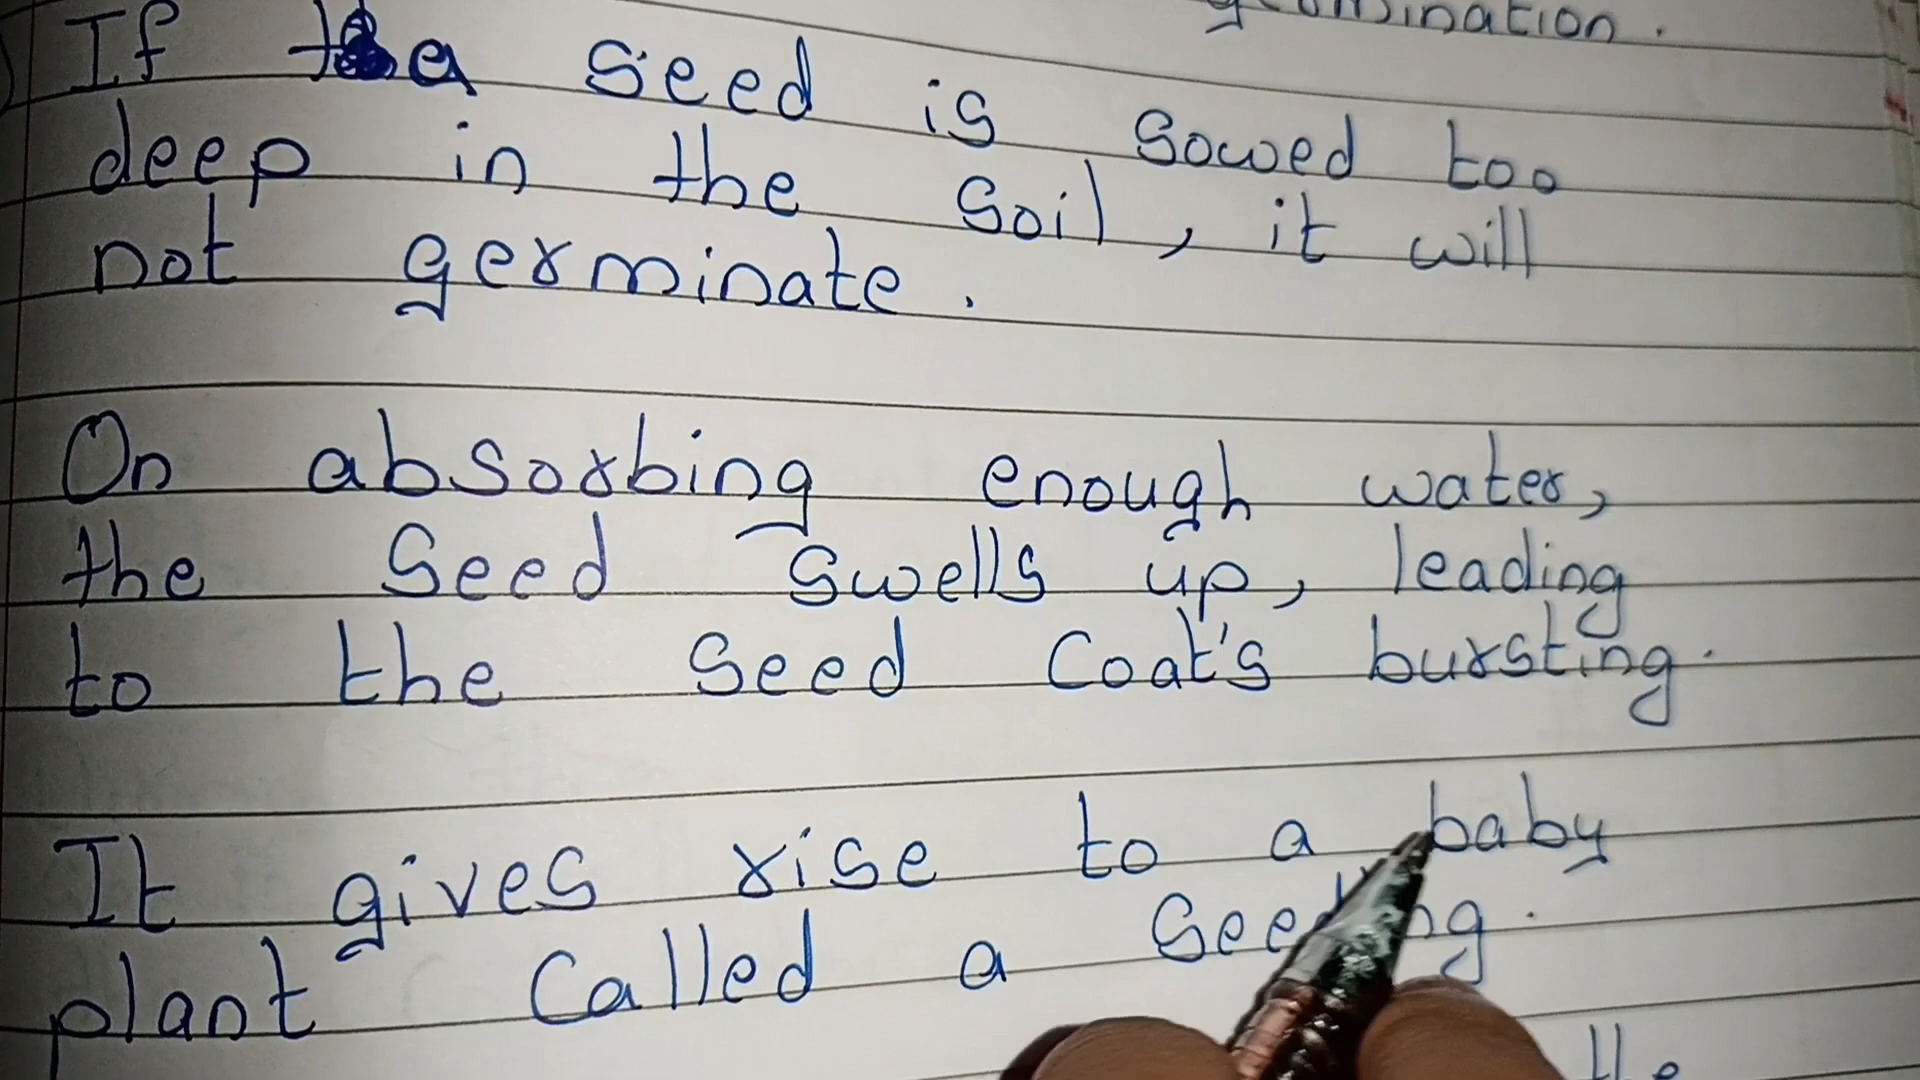 If a seed is sowed too
deep in the soil, it will
not germinate.
On absorbing enough water,
the seed swells up, leading
to the seed coat's bursting.
It gives rise to a baby
plant called a